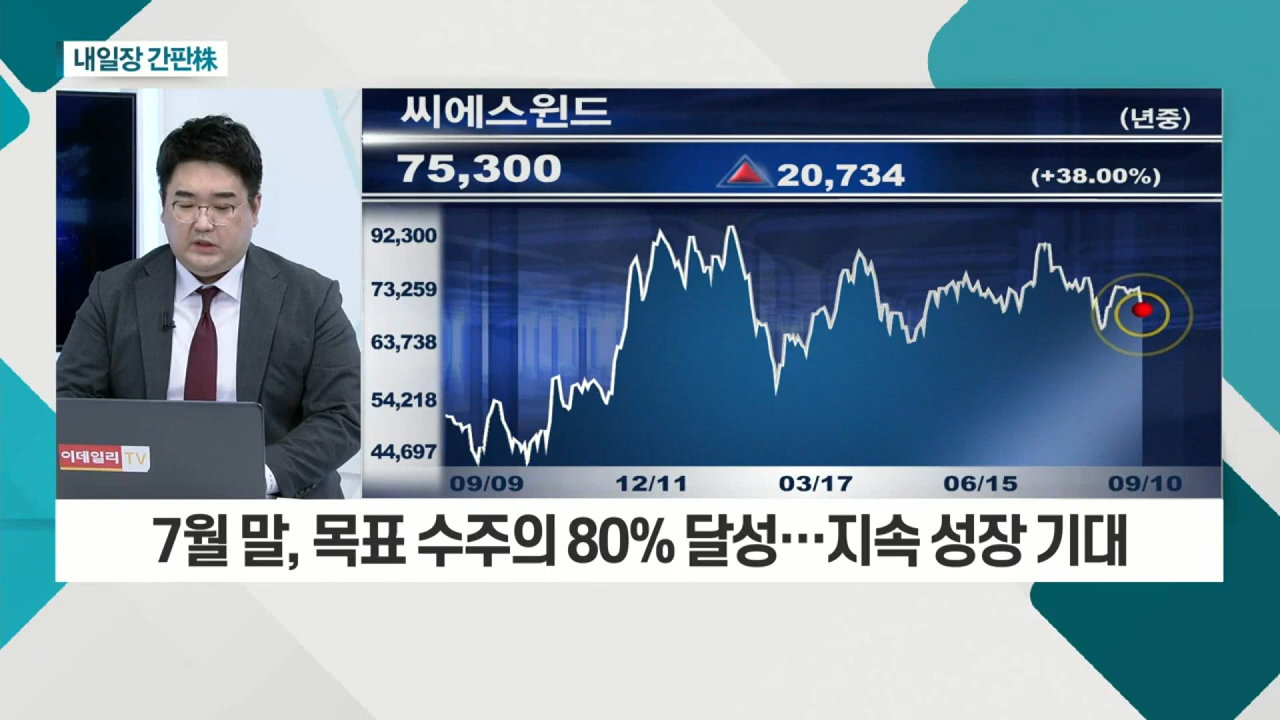 내일장 간판株
씨에스윈드
(년중)
75,300
20,734
(+38.00%)
92,300
73,259
63,738
54,218
44,697
09/09
12/11
03/17
06/15
09/10
이데일리TV
7월 말, 목표 수주의 80% 달성…지속 성장 기대